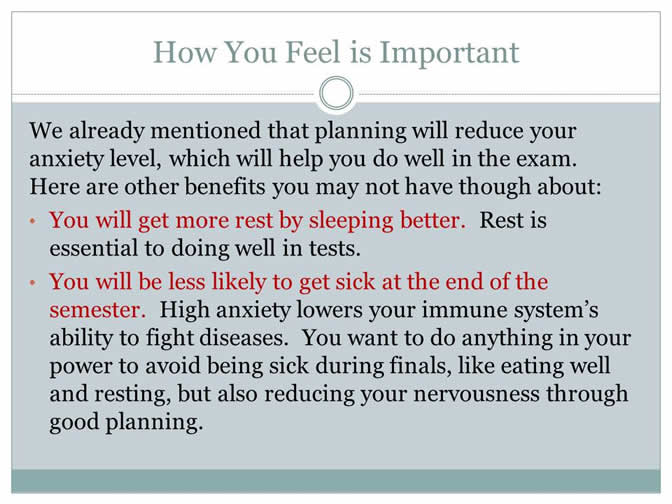 How You Feel is Important
We already mentioned that planning will reduce your
anxiety level, which will help you do well in the exam.
Here are other benefits you may not have though about:
• You will get more rest by sleeping better.  Rest is
essential to doing well in tests.
• You will be less likely to get sick at the end of the
semester.  High anxiety lowers your immune system’s
ability to fight diseases.  You want to do anything in your
power to avoid being sick during finals, like eating well
and resting, but also reducing your nervousness through
good planning.